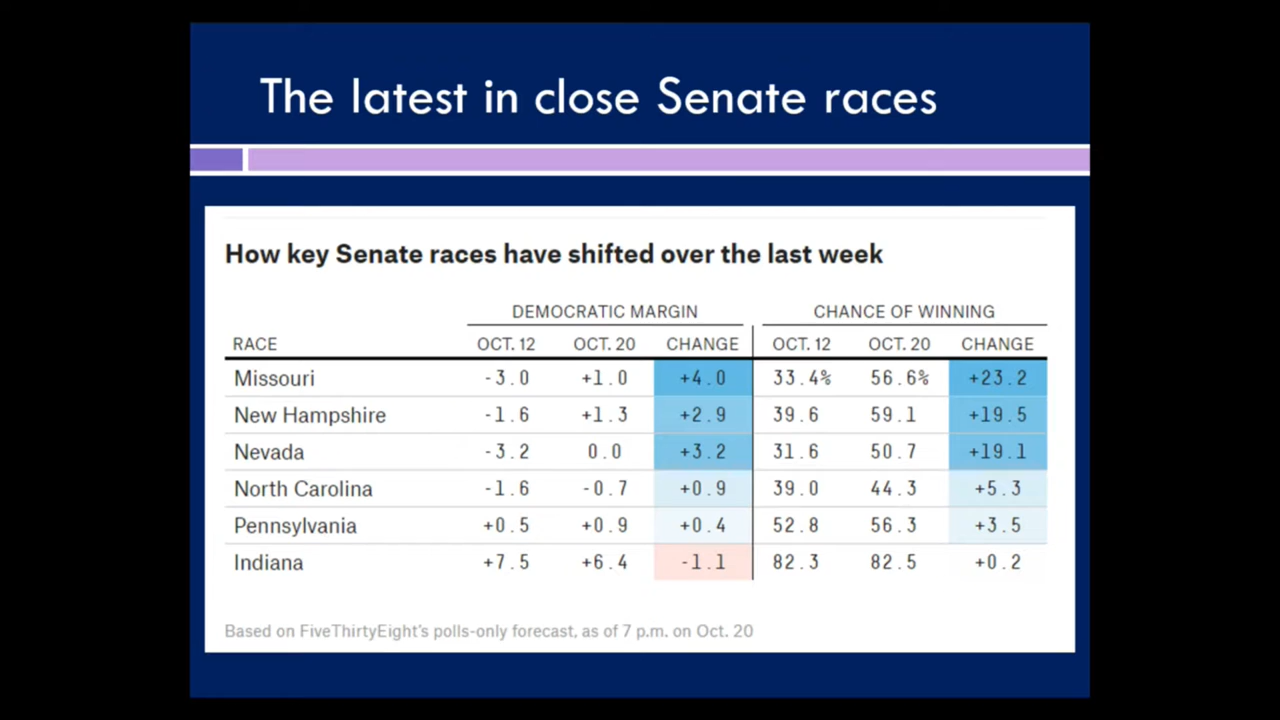 The latest in close Senate races
How key Senate races have shifted over the last week
DEMOCRATIC MARGIN CHANCE OF WINNING
RACE OCT. 12 OCT. 20 CHANGE OCT. 12 OCT. 20 CHANGE
Missouri -3.0 +1.0 +4.0 33.4% 56.6% +23.2
New Hampshire -1.6 +1.3 +2.9 39.6 59.1 +19.5
Nevada -3.2 0.0 +3.2 31.6 50.7 +19.1
North Carolina -1.6 -0.7 +0.9 39.0 44.3 +5.3
Pennsylvania +0.5 +0.9 +0.4 52.8 56.3 +3.5
Indiana +7.5 +6.4 -1.1 82.3 82.5 +0.2
Based on FiveThirtyEight's polls-only forecast, as of 7 p.m. on Oct. 20